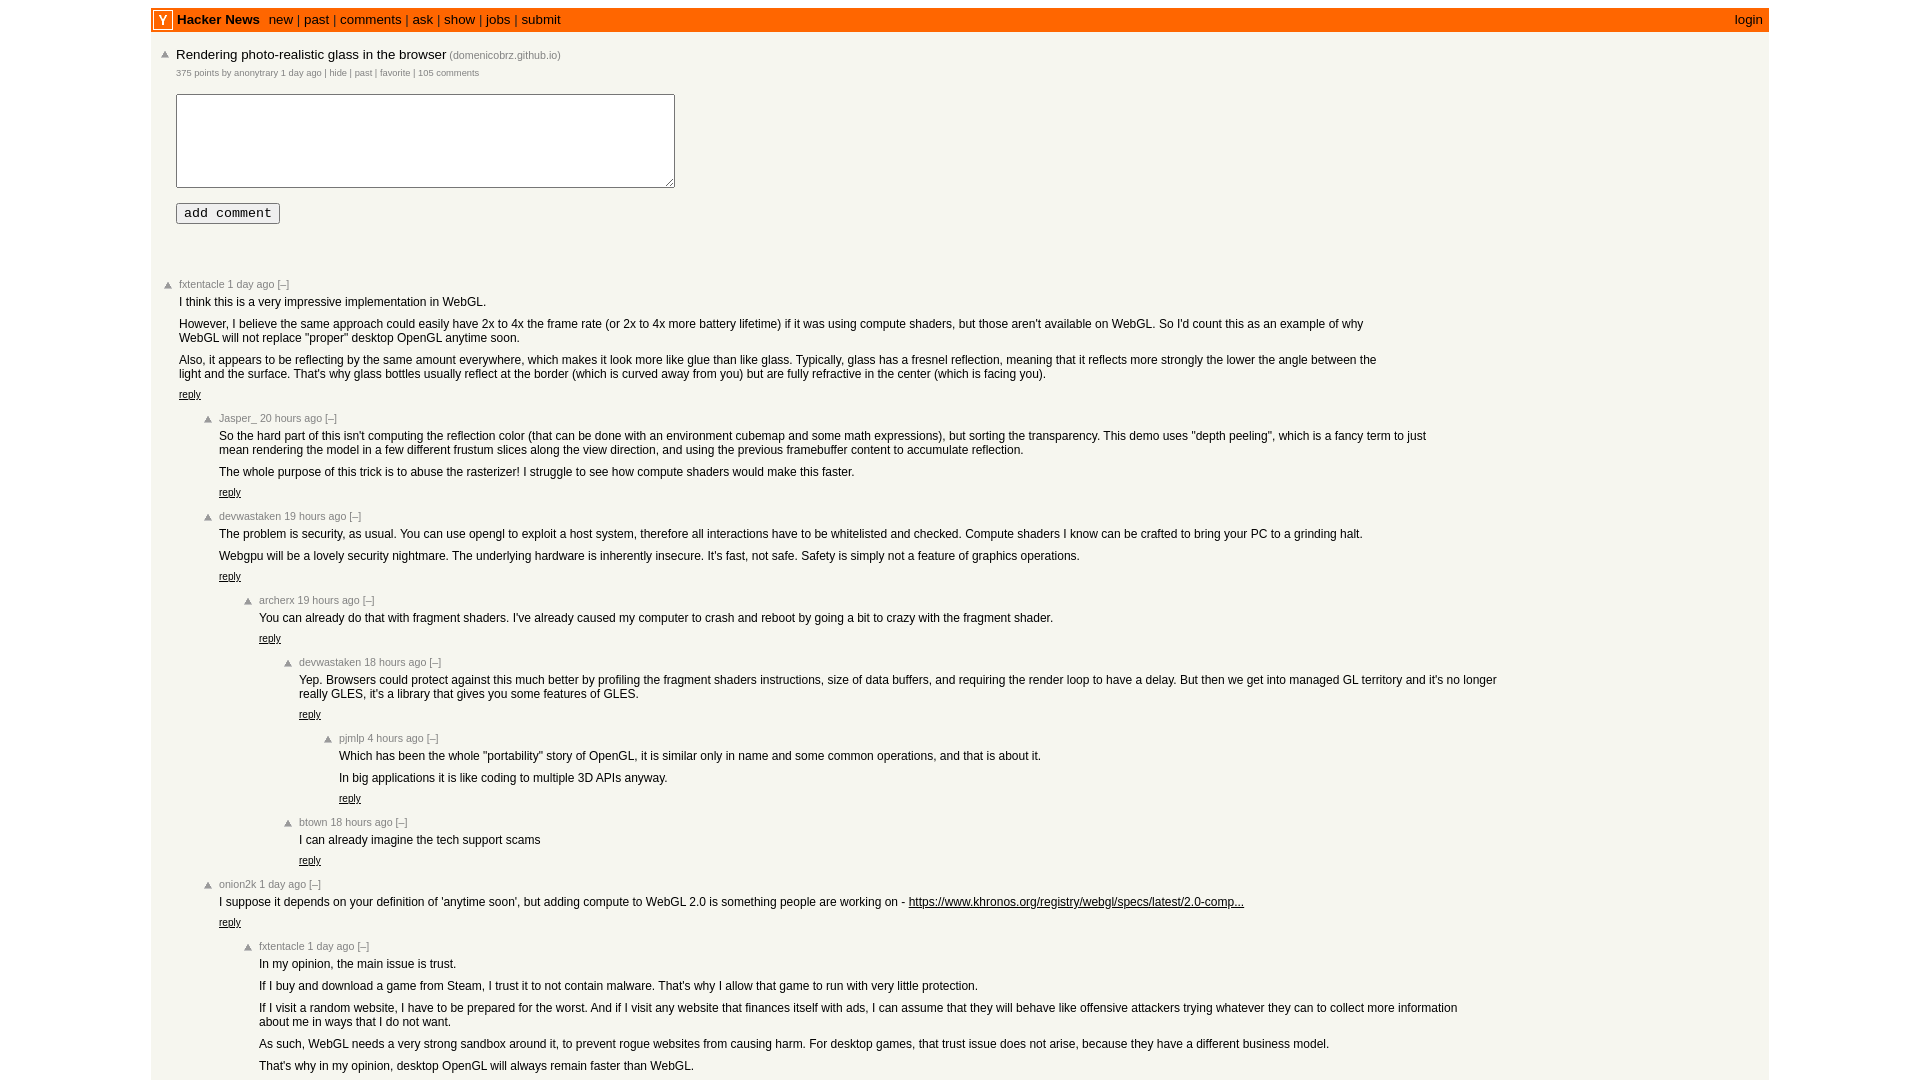 Y Hacker News new | past | comments | ask | show | jobs | submit login
Rendering photo-realistic glass in the browser (domenicobrz.github.io)
375 points by anonytrary 1 day ago | hide | past | favorite | 105 comments
add comment
fxtentacle 1 day ago [–]
I think this is a very impressive implementation in WebGL.
However, I believe the same approach could easily have 2x to 4x the frame rate (or 2x to 4x more battery lifetime) if it was using compute shaders, but those aren't available on WebGL. So I'd count this as an example of why
WebGL will not replace "proper" desktop OpenGL anytime soon.
Also, it appears to be reflecting by the same amount everywhere, which makes it look more like glue than like glass. Typically, glass has a fresnel reflection, meaning that it reflects more strongly the lower the angle between the
light and the surface. That's why glass bottles usually reflect at the border (which is curved away from you) but are fully refractive in the center (which is facing you).
reply
Jasper_ 20 hours ago [–]
So the hard part of this isn't computing the reflection color (that can be done with an environment cubemap and some math expressions), but sorting the transparency. This demo uses "depth peeling", which is a fancy term to just
mean rendering the model in a few different frustum slices along the view direction, and using the previous framebuffer content to accumulate reflection.
The whole purpose of this trick is to abuse the rasterizer! I struggle to see how compute shaders would make this faster.
reply
devwastaken 19 hours ago [–]
The problem is security, as usual. You can use opengl to exploit a host system, therefore all interactions have to be whitelisted and checked. Compute shaders I know can be crafted to bring your PC to a grinding halt.
Webgpu will be a lovely security nightmare. The underlying hardware is inherently insecure. It's fast, not safe. Safety is simply not a feature of graphics operations.
reply
archerx 19 hours ago [–]
You can already do that with fragment shaders. I've already caused my computer to crash and reboot by going a bit to crazy with the fragment shader.
reply
devwastaken 18 hours ago [–]
Yep. Browsers could protect against this much better by profiling the fragment shaders instructions, size of data buffers, and requiring the render loop to have a delay. But then we get into managed GL territory and it's no longer
really GLES, it's a library that gives you some features of GLES.
reply
pjmlp 4 hours ago [–]
Which has been the whole "portability" story of OpenGL, it is similar only in name and some common operations, and that is about it.
In big applications it is like coding to multiple 3D APIs anyway.
reply
btown 18 hours ago [–]
I can already imagine the tech support scams
reply
onion2k 1 day ago [–]
I suppose it depends on your definition of 'anytime soon', but adding compute to WebGL 2.0 is something people are working on - https://www.khronos.org/registry/webgl/specs/latest/2.0-comp...
reply
fxtentacle 1 day ago [–]
In my opinion, the main issue is trust.
If I buy and download a game from Steam, I trust it to not contain malware. That's why I allow that game to run with very little protection.
If I visit a random website, I have to be prepared for the worst. And if I visit any website that finances itself with ads, I can assume that they will behave like offensive attackers trying whatever they can to collect more information
about me in ways that I do not want.
As such, WebGL needs a very strong sandbox around it, to prevent rogue websites from causing harm. For desktop games, that trust issue does not arise, because they have a different business model.
That's why in my opinion, desktop OpenGL will always remain faster than WebGL.